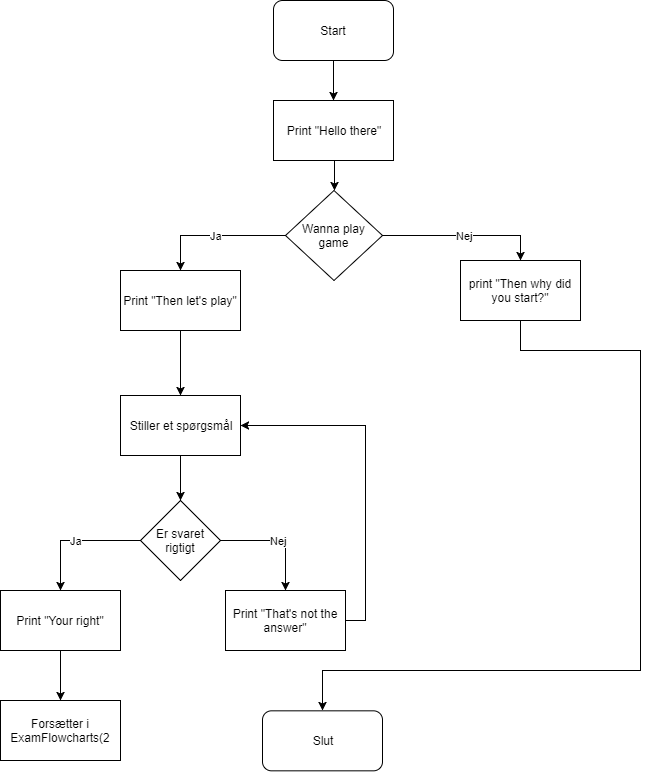 Start
Print "Hello there"
Wanna play
game
Ja
Nej
Print "Then let's play"
print "Then why did
you start?"
Stiller et spørgsmål
Er svaret
rigtigt
Ja
Nej
Print "Your right"
Print "That's not the
answer"
Forsætter i
ExamFlowcharts(2
Slut